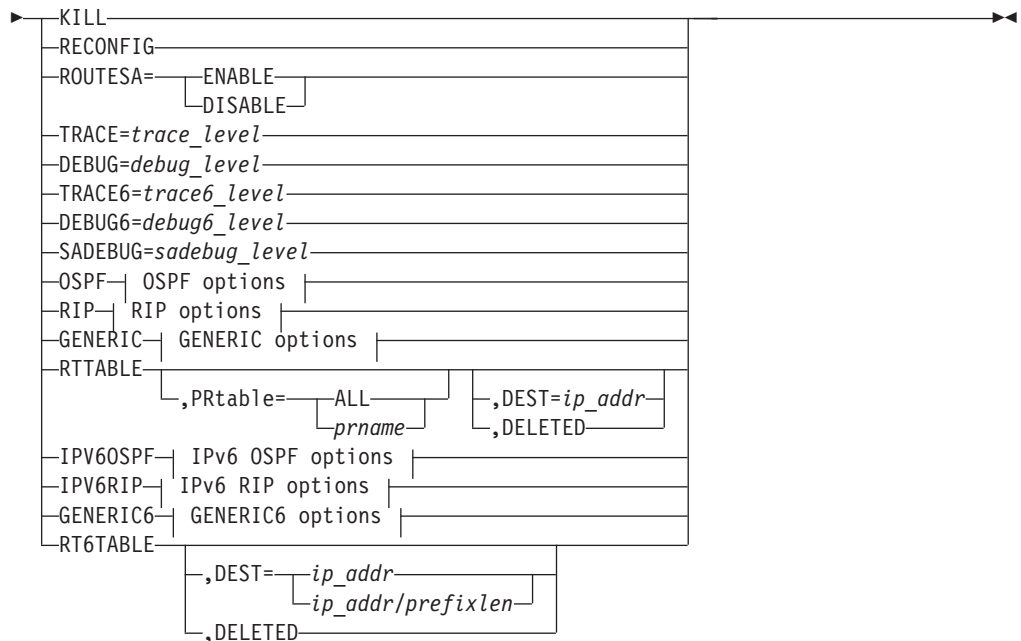 KILL
RECONFIG
ROUTESA= ENABLE
DISABLE
TRACE=trace_level
DEBUG=debug_level
TRACE6=trace6_level
DEBUG6=debug6_level
SADEBUG=sadebug_level
OSPF OSPF options
RIP RIP options
GENERIC GENERIC options
RTTABLE
,PRtable= ALL ,DEST=ip_addr
prname ,DELETED
IPV6OSPF IPv6 OSPF options
IPV6RIP IPv6 RIP options
GENERIC6 GENERIC6 options
RT6TABLE
,DEST= ip_addr
ip_addr/prefixlen
,DELETED